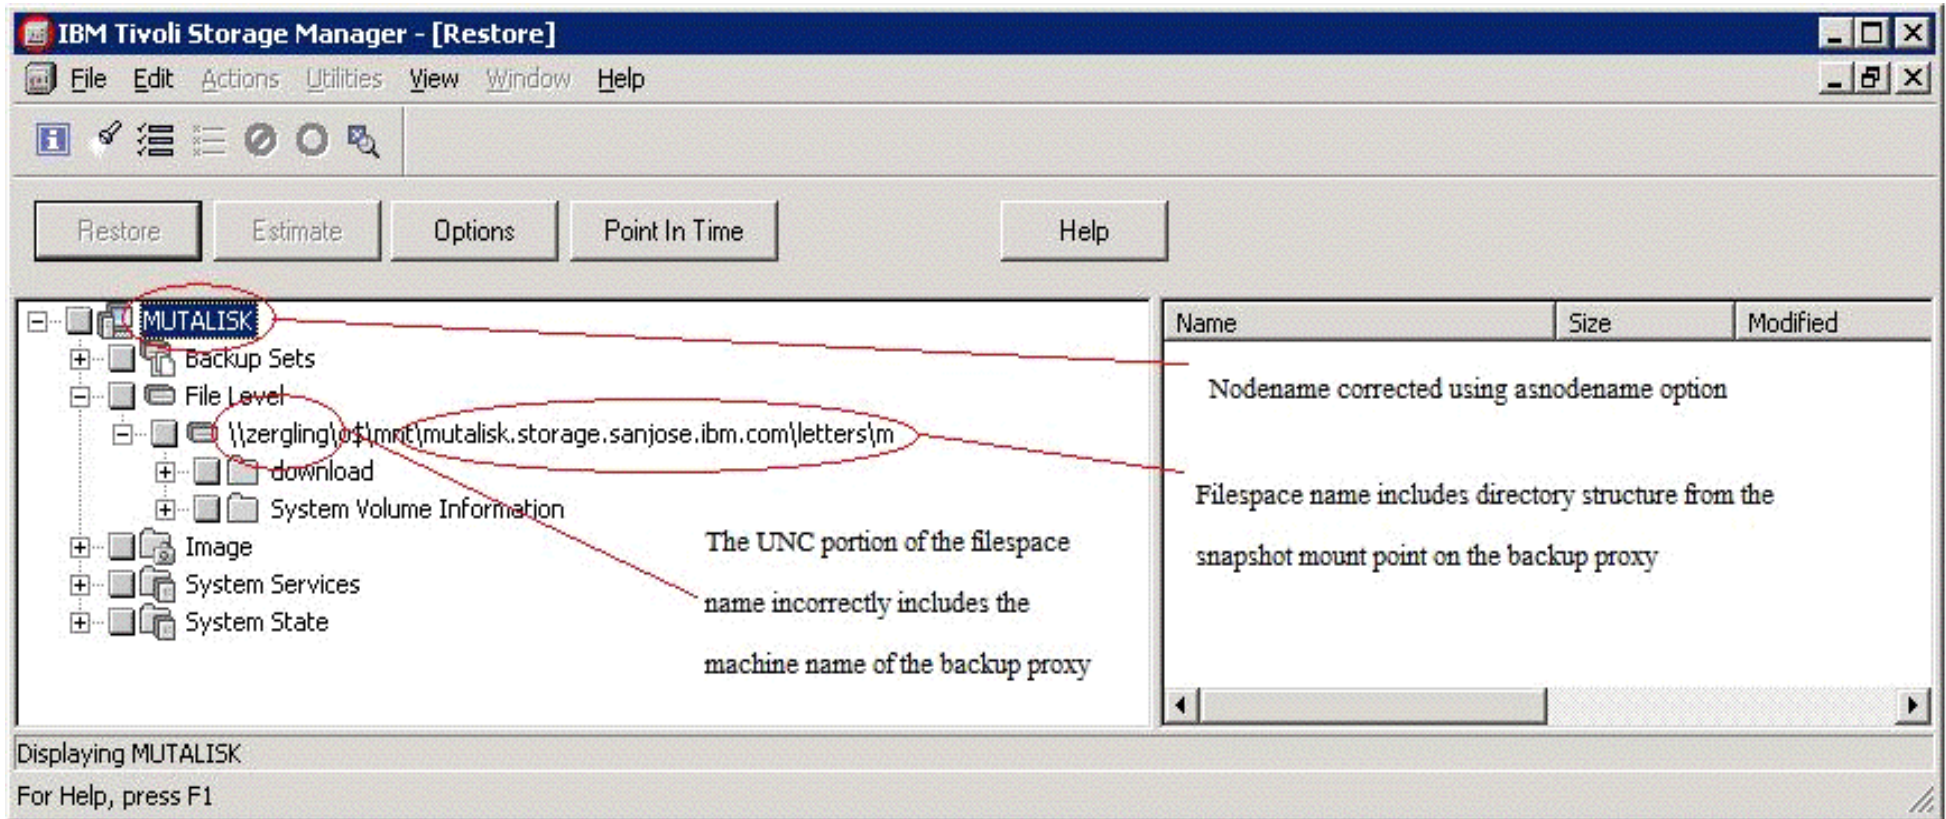 IBM Tivoli Storage Manager - [Restore]
File Edit Actions Utilities View Window Help
Restore Estimate Options Point In Time Help
MUTALISK
Backup Sets
File Level
\\zergling\o$\mnt\mutalisk.storage.sanjose.ibm.com\letters\m
download
System Volume Information
Image
System Services
System State
The UNC portion of the filespace
name incorrectly includes the
machine name of the backup proxy
Name Size Modified
Nodename corrected using asnodename option
Filespace name includes directory structure from the
snapshot mount point on the backup proxy
Displaying MUTALISK
For Help, press F1